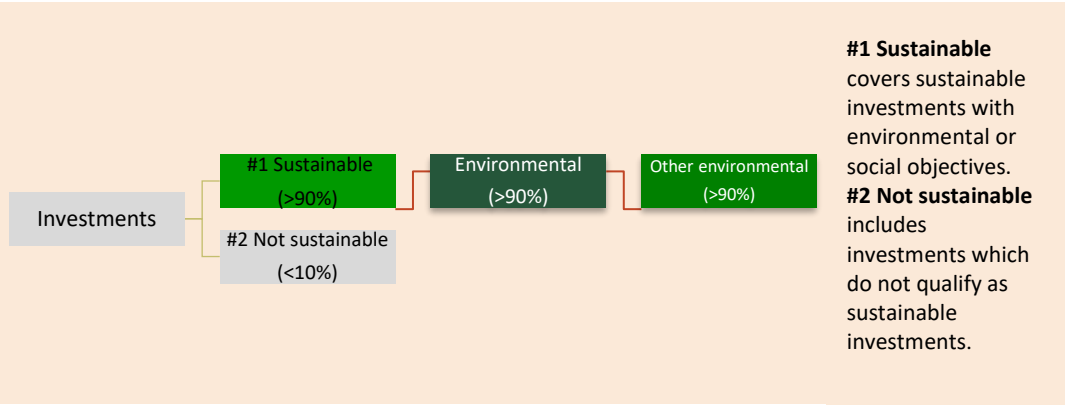 Investments
#1 Sustainable
(>90%)
#2 Not sustainable
(<10%)
Environmental
(>90%)
Other environmental
(>90%)
#1 Sustainable
covers sustainable
investments with
environmental or
social objectives.
#2 Not sustainable
includes
investments which
do not qualify as
sustainable
investments.